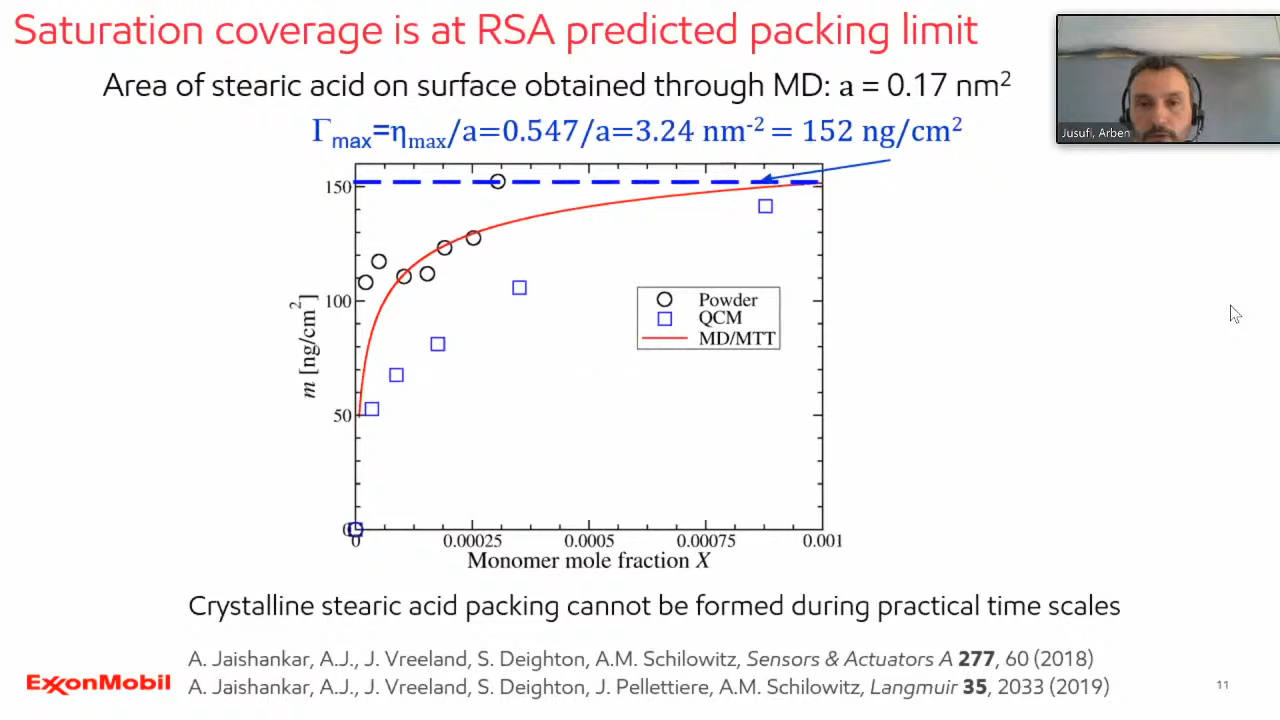 Saturation coverage is at RSA predicted packing limit
Area of stearic acid on surface obtained through MD: a = 0.17 nm²
Γmax=ηmax/a=0.547/a=3.24 nm⁻² = 152 ng/cm²
Jusufi, Arben
150
100
50
0
m [ng/cm²]
Powder
QCM
MD/MTT
0 0.00025 0.0005 0.00075 0.001
Monomer mole fraction X
Crystalline stearic acid packing cannot be formed during practical time scales
A. Jaishankar, A.J., J. Vreeland, S. Deighton, A.M. Schilowitz, Sensors & Actuators A 277, 60 (2018)
A. Jaishankar, A.J., J. Vreeland, S. Deighton, J. Pellettiere, A.M. Schilowitz, Langmuir 35, 2033 (2019)
ExxonMobil
11